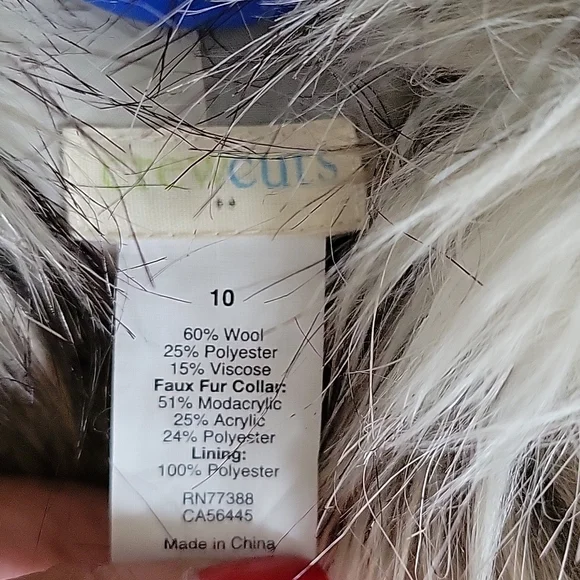 crewcuts
10
60% Wool
25% Polyester
15% Viscose
Faux Fur Collar:
51% Modacrylic
25% Acrylic
24% Polyester
Lining:
100% Polyester
RN77388
CA56445
Made in China